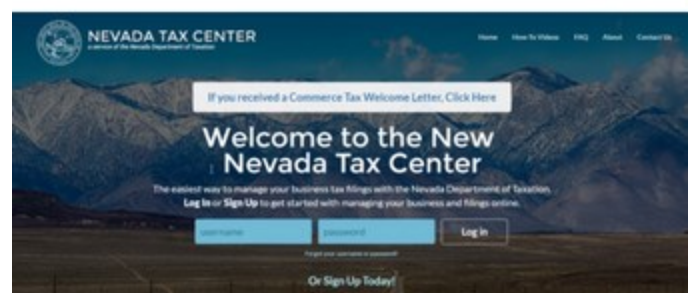 NEVADA TAX CENTER
a service of the Nevada Department of Taxation
Home How-To Videos FAQ About Contact Us
If you received a Commerce Tax Welcome Letter, Click Here
Welcome to the New
Nevada Tax Center
The easiest way to manage your business tax filings with the Nevada Department of Taxation.
Log In or Sign Up to get started with managing your business and filings online.
username password Log in
Forgot your username or password?
Or Sign Up Today!